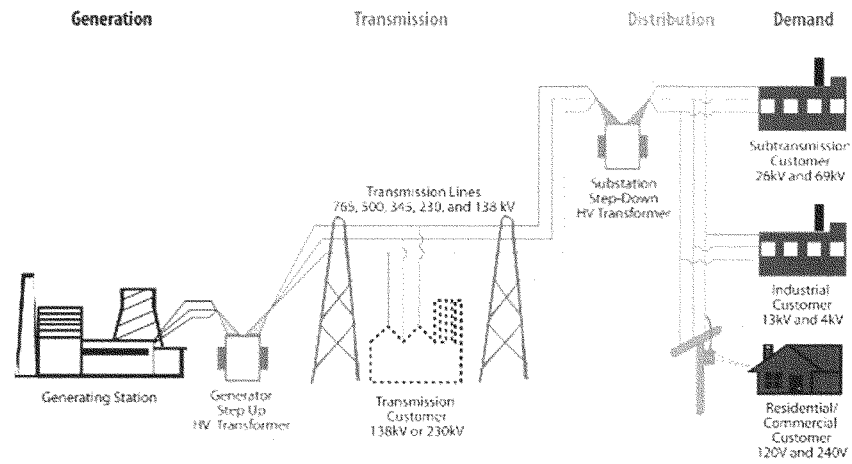 Generation
Transmission
Distribution
Demand
Subtransmission
Customer
26kV and 69kV
Substation
Step-Down
HV Transformer
Transmission Lines
765, 500, 345, 230, and 138 kV
Industrial
Customer
13kV and 4kV
Generating Station
Generator
Step Up
HV Transformer
Transmission
Customer
138kV or 230kV
Residential/
Commercial
Customer
120V and 240V